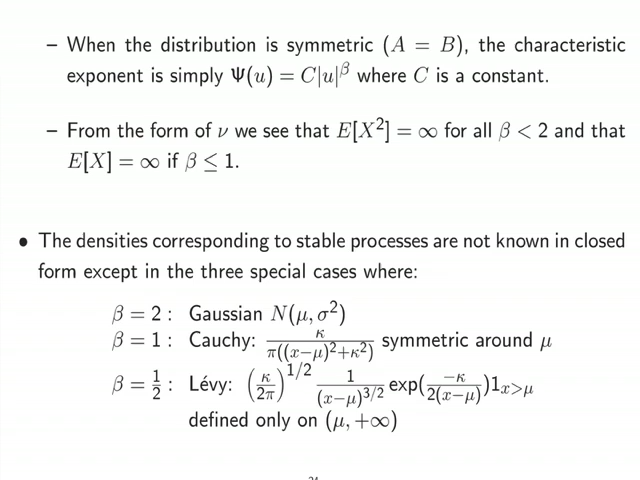 – When the distribution is symmetric (A = B), the characteristic
exponent is simply Ψ(u) = C|u|^β where C is a constant.
– From the form of ν we see that E[X²] = ∞ for all β < 2 and that
E[X] = ∞ if β ≤ 1.
• The densities corresponding to stable processes are not known in closed
form except in the three special cases where:
β = 2 : Gaussian N(μ, σ²)
β = 1 : Cauchy: κ/(π((x−μ)²+κ²)) symmetric around μ
β = 1/2 : Lévy: (κ/2π)^1/2 1/(x−μ)^3/2 exp(−κ/2(x−μ))1_x>μ
defined only on (μ, +∞)